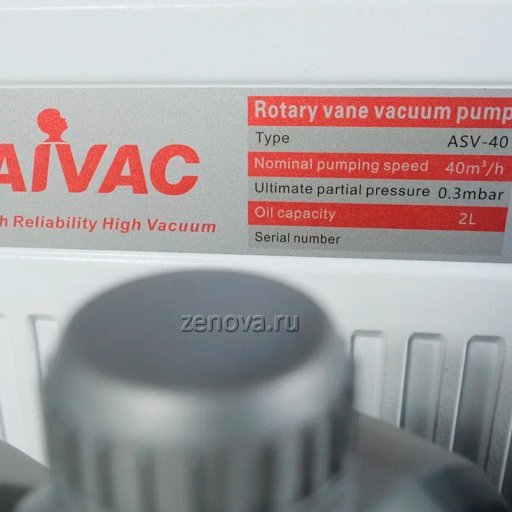 AIVAC
h Reliability High Vacuum
Rotary vane vacuum pump
Type ASV-40
Nominal pumping speed 40m³/h
Ultimate partial pressure 0.3mbar
Oil capacity 2L
Serial number
zenova.ru